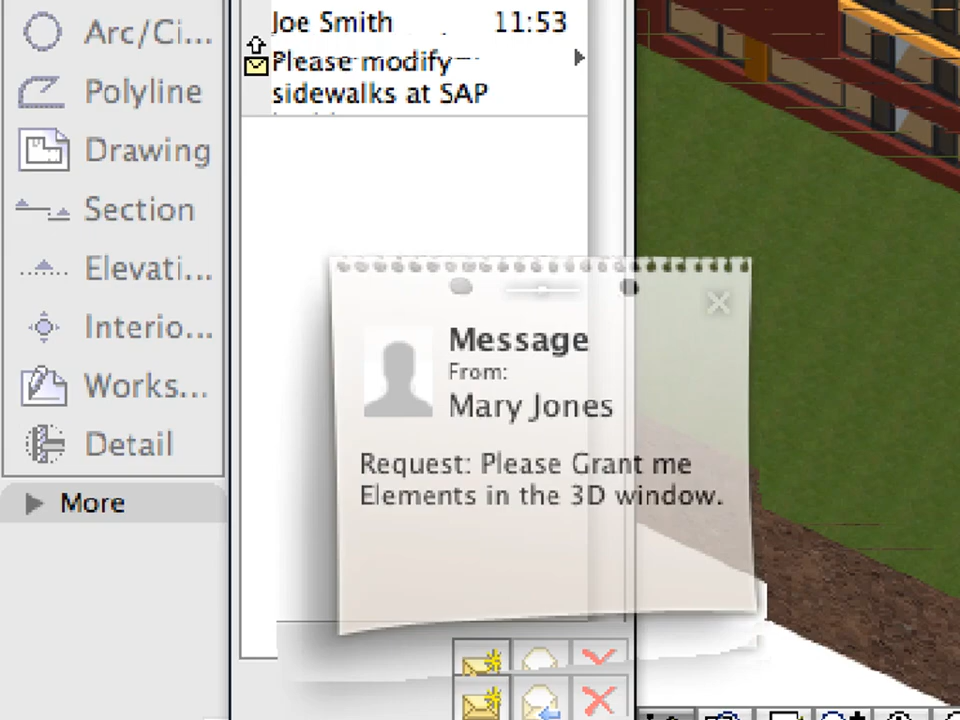 Arc/Ci...
Polyline
Drawing
Section
Elevati...
Interio...
Works...
Detail
More
Joe Smith 11:53
Please modify
sidewalks at SAP
Message
From:
Mary Jones
Request: Please Grant me
Elements in the 3D window.